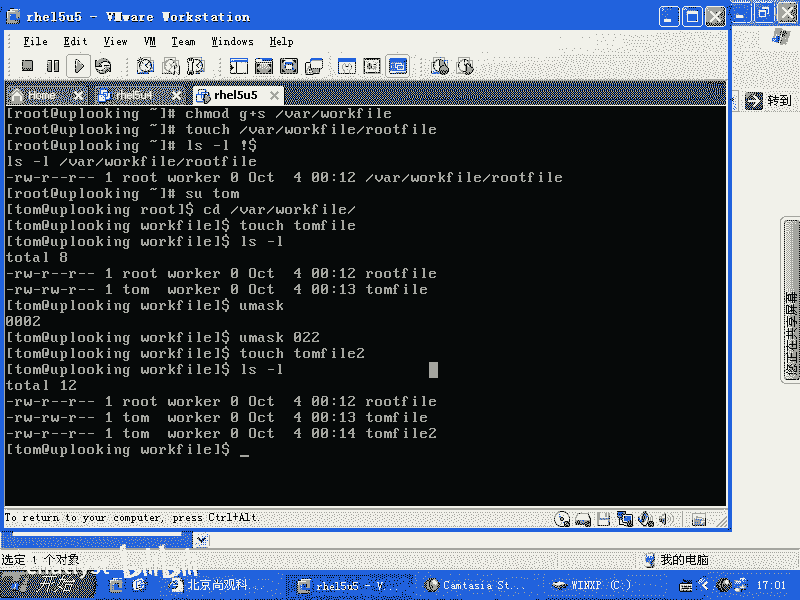 rhel5u5 - VMware Workstation
File Edit View VM Team Windows Help
Home
rhel5u5
[root@uplooking ~]# chmod g+s /var/workfile
[root@uplooking ~]# touch /var/workfile/rootfile
[root@uplooking ~]# ls -l !$
ls -l /var/workfile/rootfile
-rw-r--r-- 1 root worker 0 Oct  4 00:12 /var/workfile/rootfile
[root@uplooking ~]# su tom
[tom@uplooking root]$ cd /var/workfile/
[tom@uplooking workfile]$ touch tomfile
[tom@uplooking workfile]$ ls -l
total 8
-rw-r--r-- 1 root worker 0 Oct  4 00:12 rootfile
-rw-rw-r-- 1 tom  worker 0 Oct  4 00:13 tomfile
[tom@uplooking workfile]$ umask
0002
[tom@uplooking workfile]$ umask 022
[tom@uplooking workfile]$ touch tomfile2
[tom@uplooking workfile]$ ls -l
total 12
-rw-r--r-- 1 root worker 0 Oct  4 00:12 rootfile
-rw-rw-r-- 1 tom  worker 0 Oct  4 00:13 tomfile
-rw-r--r-- 1 tom  worker 0 Oct  4 00:14 tomfile2
[tom@uplooking workfile]$ _
To return to your computer, press Ctrl+Alt.
转到
您正在共享屏幕
选定 1 个对象
我的电脑
bilibili
开始
北京尚观科...
rhel5u5 - V...
Camtasia St...
WINXP (C:)
17:01